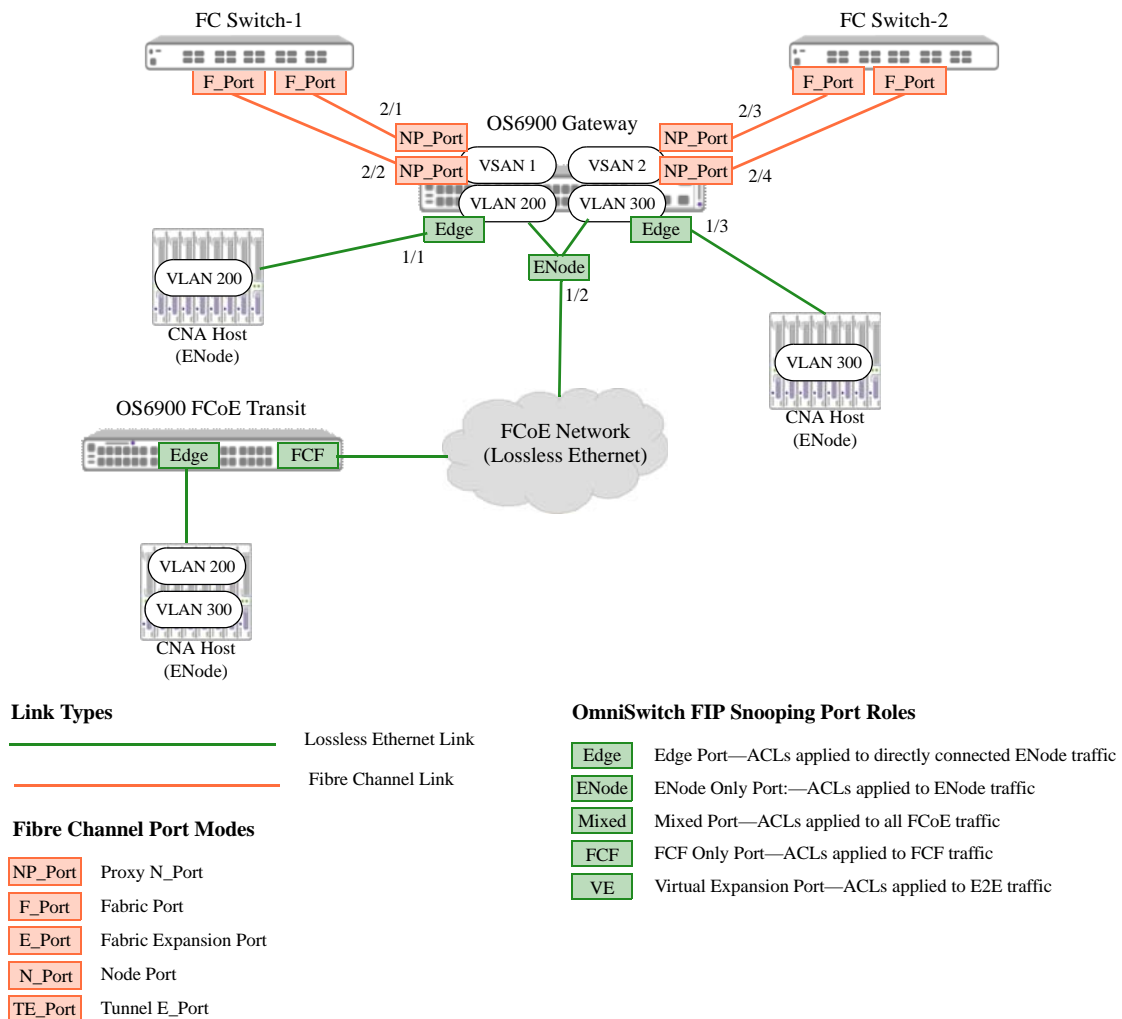 FC Switch-1
FC Switch-2
F_Port
F_Port
F_Port
F_Port
2/1
2/3
OS6900 Gateway
NP_Port
NP_Port
2/2
NP_Port
VSAN 1
VSAN 2
NP_Port
2/4
VLAN 200
VLAN 300
Edge
Edge
1/3
1/1
ENode
1/2
VLAN 200
CNA Host
(ENode)
VLAN 300
CNA Host
(ENode)
OS6900 FCoE Transit
Edge
FCF
FCoE Network
(Lossless Ethernet)
VLAN 200
VLAN 300
CNA Host
(ENode)
Link Types
Lossless Ethernet Link
Fibre Channel Link
Fibre Channel Port Modes
NP_Port Proxy N_Port
F_Port Fabric Port
E_Port Fabric Expansion Port
N_Port Node Port
TE_Port Tunnel E_Port
OmniSwitch FIP Snooping Port Roles
Edge Edge Port—ACLs applied to directly connected ENode traffic
ENode ENode Only Port:—ACLs applied to ENode traffic
Mixed Mixed Port—ACLs applied to all FCoE traffic
FCF FCF Only Port—ACLs applied to FCF traffic
VE Virtual Expansion Port—ACLs applied to E2E traffic